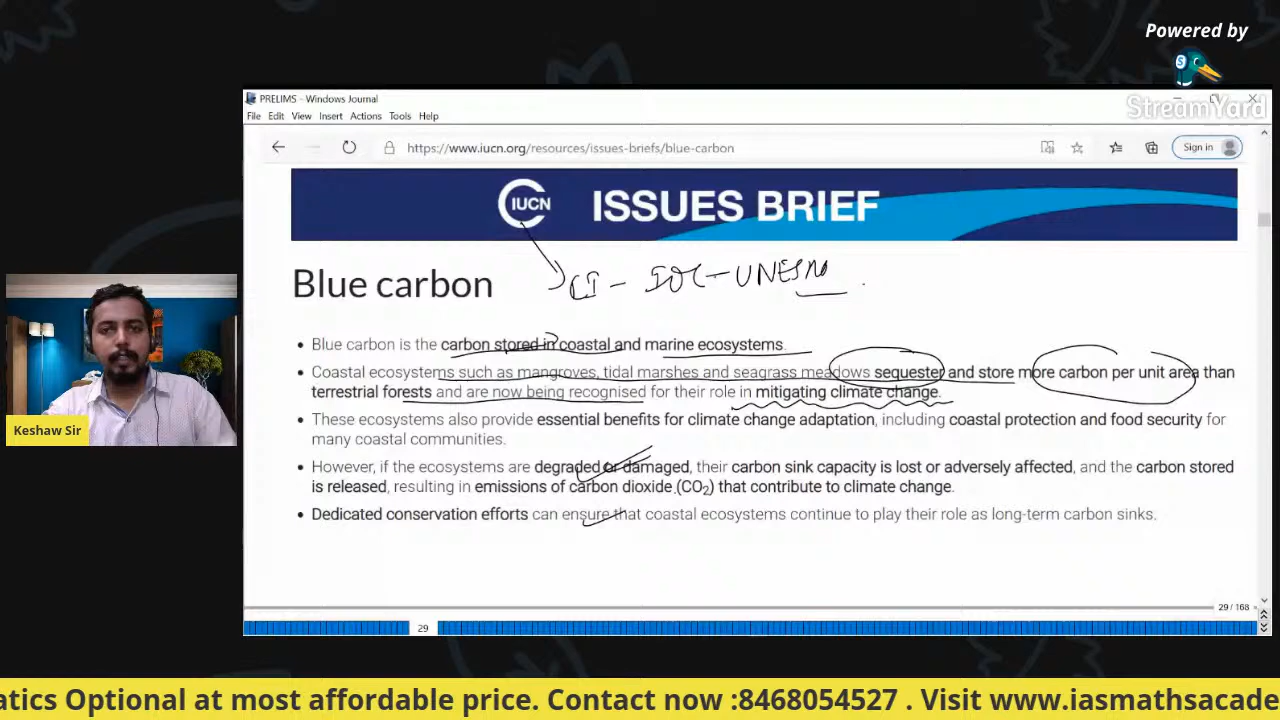 Powered by
S
StreamYard
PRELIMS - Windows Journal
File Edit View Insert Actions Tools Help
https://www.iucn.org/resources/issues-briefs/blue-carbon
Sign in
IUCN ISSUES BRIEF
CI - IOC - UNESCO
Blue carbon
• Blue carbon is the carbon stored in coastal and marine ecosystems.
• Coastal ecosystems such as mangroves, tidal marshes and seagrass meadows sequester and store more carbon per unit area than
terrestrial forests and are now being recognised for their role in mitigating climate change.
• These ecosystems also provide essential benefits for climate change adaptation, including coastal protection and food security for
many coastal communities.
• However, if the ecosystems are degraded or damaged, their carbon sink capacity is lost or adversely affected, and the carbon stored
is released, resulting in emissions of carbon dioxide (CO₂) that contribute to climate change.
• Dedicated conservation efforts can ensure that coastal ecosystems continue to play their role as long-term carbon sinks.
Keshaw Sir
29 / 168
29
atics Optional at most affordable price. Contact now :8468054527 . Visit www.iasmathsacade